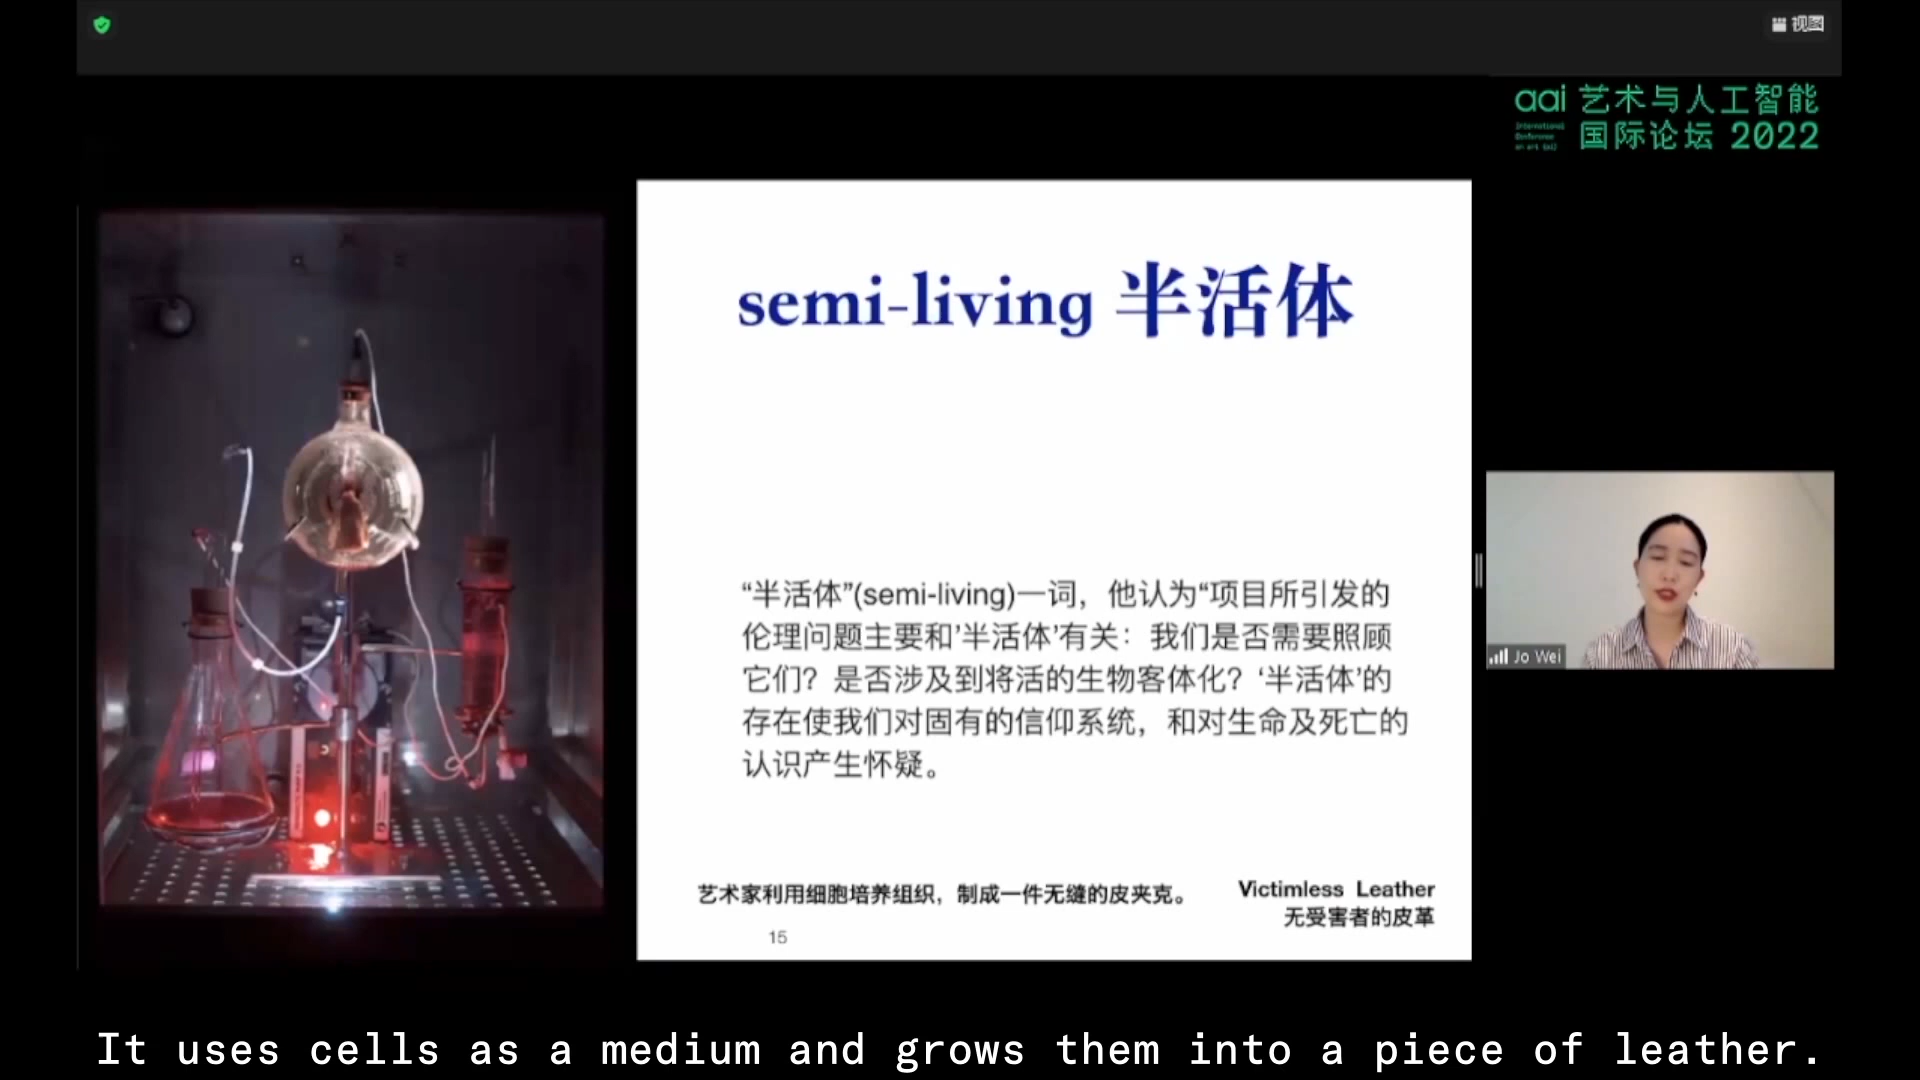 视图
aai 艺术与人工智能
International
Conference
on art &ai
国际论坛 2022
semi-living 半活体
“半活体”(semi-living)一词，他认为“项目所引发的
伦理问题主要和’半活体’有关：我们是否需要照顾
它们？是否涉及到将活的生物客体化？‘半活体’的
存在使我们对固有的信仰系统，和对生命及死亡的
认识产生怀疑。
艺术家利用细胞培养组织，制成一件无缝的皮夹克。
Victimless Leather
无受害者的皮革
15
Jo Wei
It uses cells as a medium and grows them into a piece of leather.